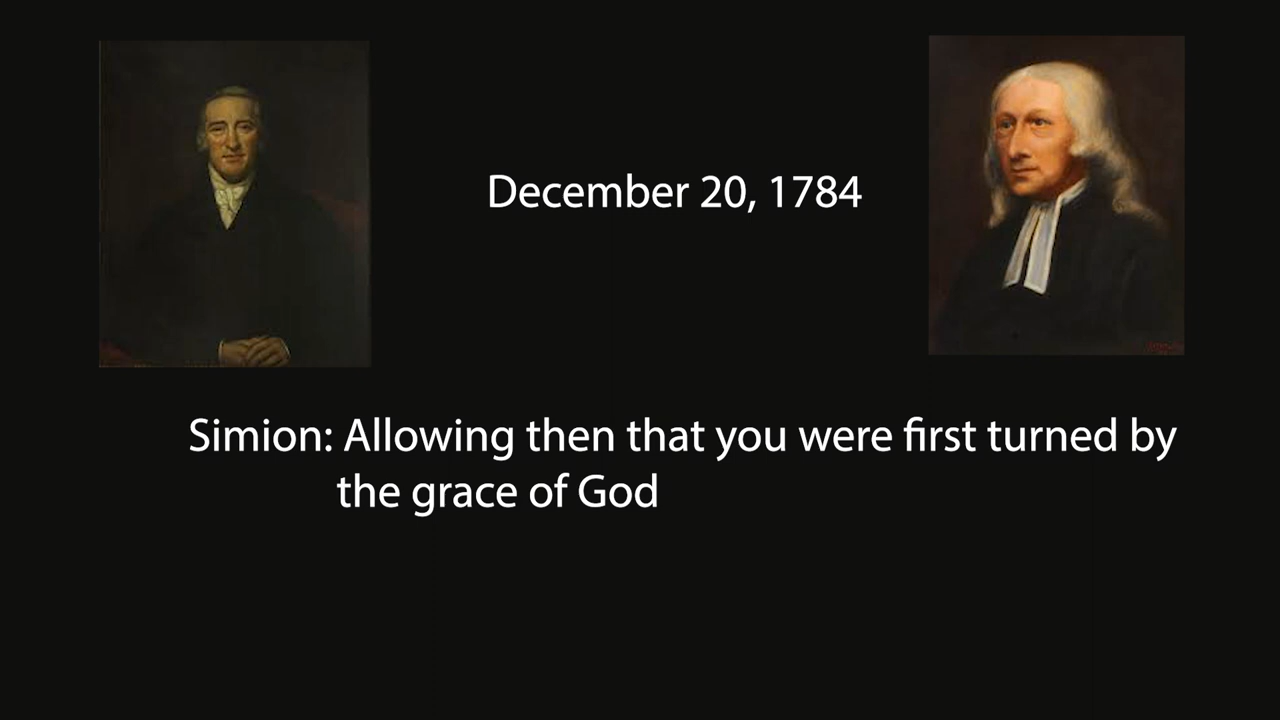 December 20, 1784
Simion: Allowing then that you were first turned by
the grace of God